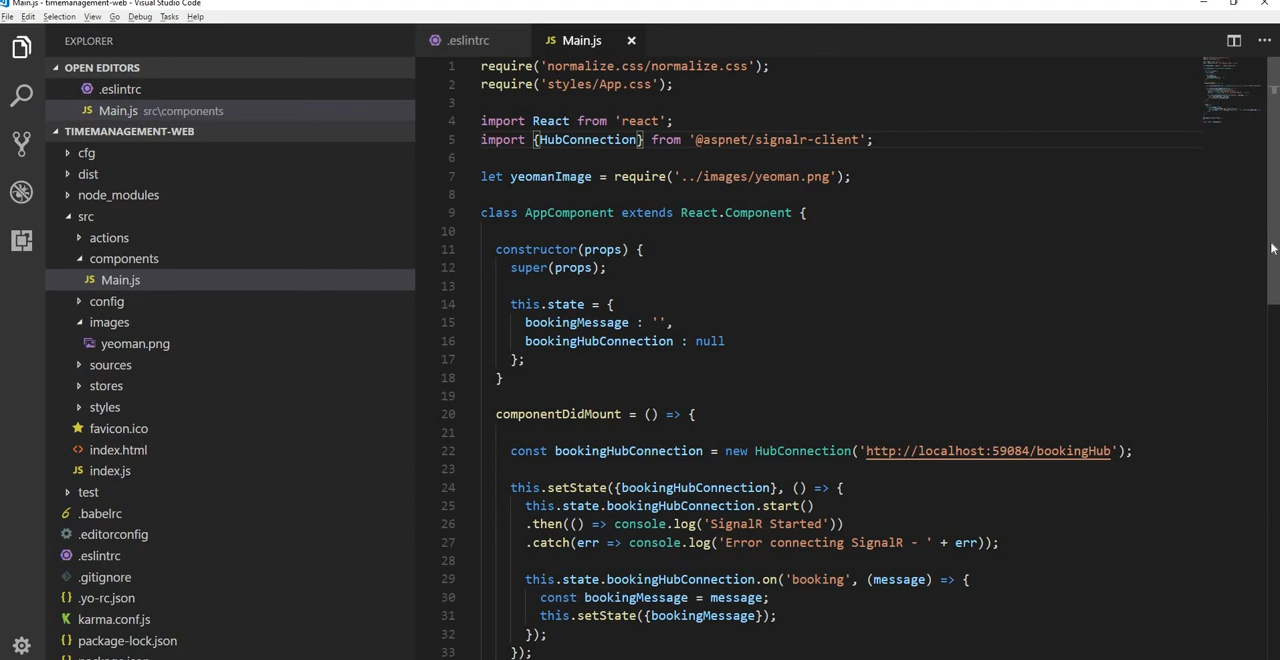 Main.js - timemanagement-web - Visual Studio Code
File Edit Selection View Go Debug Tasks Help
EXPLORER
OPEN EDITORS
.eslintrc
JS Main.js src\components
TIMEMANAGEMENT-WEB
cfg
dist
node_modules
src
actions
components
JS Main.js
config
images
yeoman.png
sources
stores
styles
favicon.ico
<> index.html
JS index.js
test
.babelrc
.editorconfig
.eslintrc
.gitignore
{} .yo-rc.json
K karma.conf.js
{} package-lock.json
.eslintrc JS Main.js
1 require('normalize.css/normalize.css');
2 require('styles/App.css');
3
4 import React from 'react';
5 import {HubConnection} from '@aspnet/signalr-client';
6
7 let yeomanImage = require('../images/yeoman.png');
8
9 class AppComponent extends React.Component {
10
11 constructor(props) {
12 super(props);
13
14 this.state = {
15 bookingMessage : '',
16 bookingHubConnection : null
17 };
18 }
19
20 componentDidMount = () => {
21
22 const bookingHubConnection = new HubConnection('http://localhost:59084/bookingHub');
23
24 this.setState({bookingHubConnection}, () => {
25 this.state.bookingHubConnection.start()
26 .then(() => console.log('SignalR Started'))
27 .catch(err => console.log('Error connecting SignalR - ' + err));
28
29 this.state.bookingHubConnection.on('booking', (message) => {
30 const bookingMessage = message;
31 this.setState({bookingMessage});
32 });
33 });